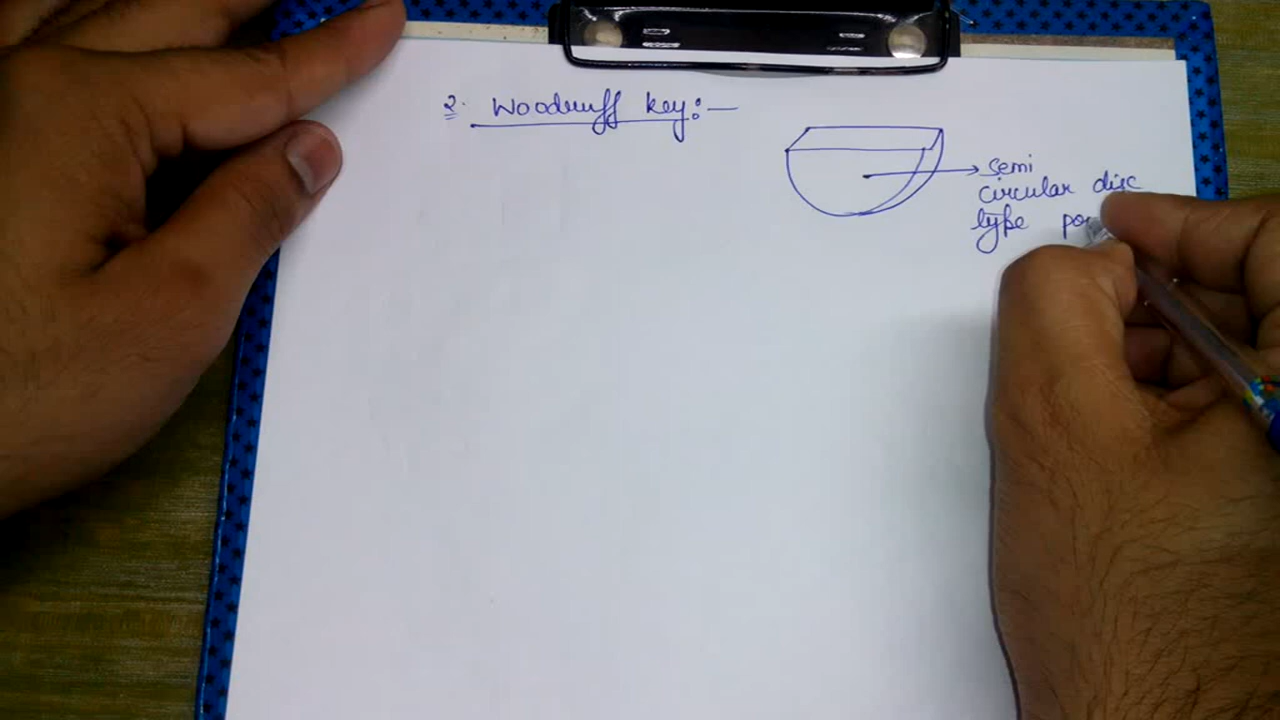 2. Woodruff key:—
semi
circular disc
type